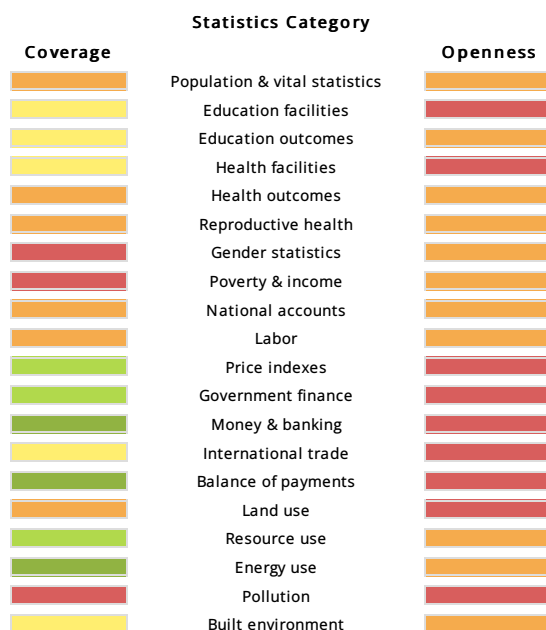 Statistics Category
Coverage Openness
Population & vital statistics
Education facilities
Education outcomes
Health facilities
Health outcomes
Reproductive health
Gender statistics
Poverty & income
National accounts
Labor
Price indexes
Government finance
Money & banking
International trade
Balance of payments
Land use
Resource use
Energy use
Pollution
Built environment